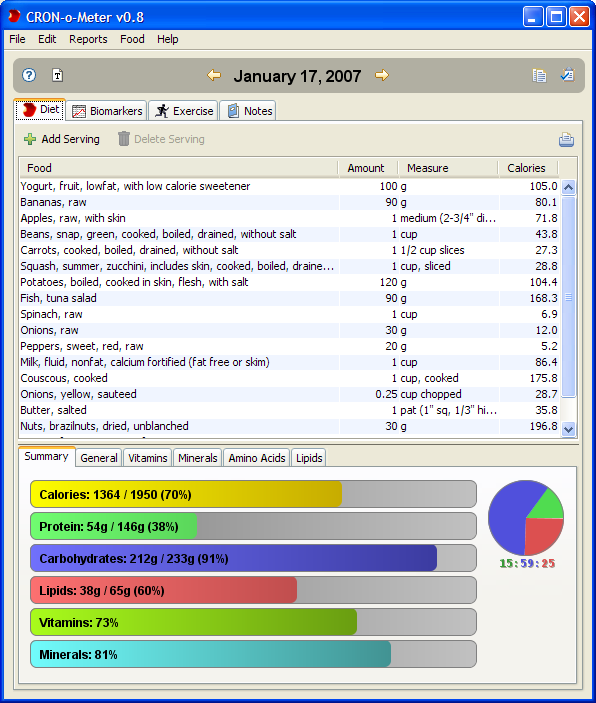 CRON-o-Meter v0.8
File Edit Reports Food Help
? T January 17, 2007
Diet Biomarkers Exercise Notes
Add Serving Delete Serving
Food Amount Measure Calories
Yogurt, fruit, lowfat, with low calorie sweetener 100 g 105.0
Bananas, raw 90 g 80.1
Apples, raw, with skin 1 medium (2-3/4" di... 71.8
Beans, snap, green, cooked, boiled, drained, without salt 1 cup 43.8
Carrots, cooked, boiled, drained, without salt 1 1/2 cup slices 27.3
Squash, summer, zucchini, includes skin, cooked, boiled, draine... 1 cup, sliced 28.8
Potatoes, boiled, cooked in skin, flesh, with salt 120 g 104.4
Fish, tuna salad 90 g 168.3
Spinach, raw 1 cup 6.9
Onions, raw 30 g 12.0
Peppers, sweet, red, raw 20 g 5.2
Milk, fluid, nonfat, calcium fortified (fat free or skim) 1 cup 86.4
Couscous, cooked 1 cup, cooked 175.8
Onions, yellow, sauteed 0.25 cup chopped 28.7
Butter, salted 1 pat (1" sq, 1/3" hi... 35.8
Nuts, brazilnuts, dried, unblanched 30 g 196.8
Summary General Vitamins Minerals Amino Acids Lipids
Calories: 1364 / 1950 (70%)
Protein: 54g / 146g (38%)
Carbohydrates: 212g / 233g (91%)
15:59:25
Lipids: 38g / 65g (60%)
Vitamins: 73%
Minerals: 81%